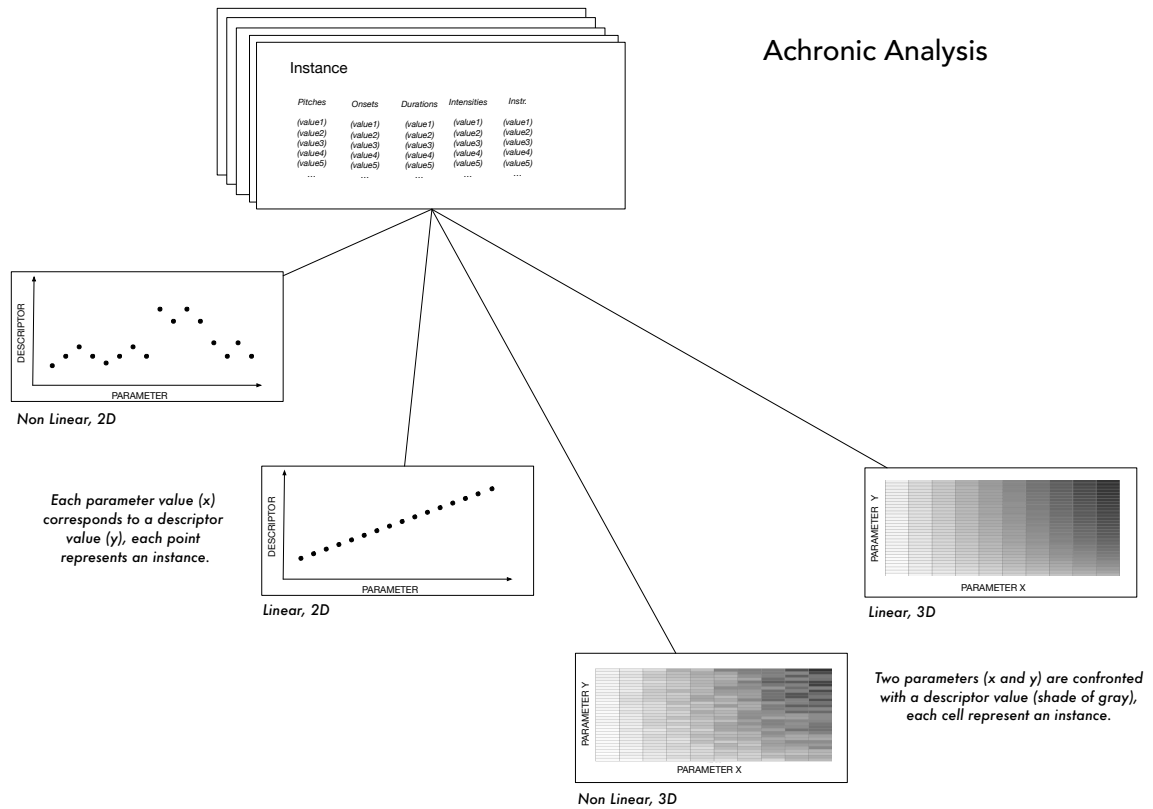 Achronic Analysis
Instance
Pitches Onsets Durations Intensities Instr.
(value1) (value1) (value1) (value1) (value1)
(value2) (value2) (value2) (value2) (value2)
(value3) (value3) (value3) (value3) (value3)
(value4) (value4) (value4) (value4) (value4)
(value5) (value5) (value5) (value5) (value5)
... ... ... ... ...
DESCRIPTOR
PARAMETER
Non Linear, 2D
Each parameter value (x)
corresponds to a descriptor
value (y), each point
represents an instance.
DESCRIPTOR
PARAMETER
Linear, 2D
PARAMETER Y
PARAMETER X
Linear, 3D
Two parameters (x and y) are confronted
with a descriptor value (shade of gray),
each cell represent an instance.
PARAMETER Y
PARAMETER X
Non Linear, 3D